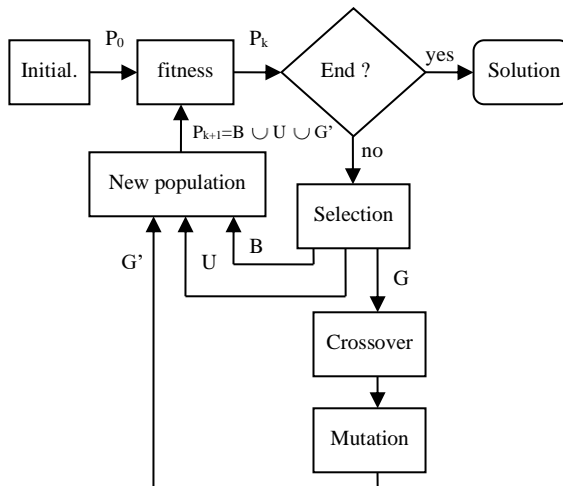 P₀
Pₖ
yes
Initial.
fitness
End ?
Solution
Pₖ₊₁=B ∪ U ∪ G’
no
New population
Selection
G’
U
B
G
Crossover
Mutation